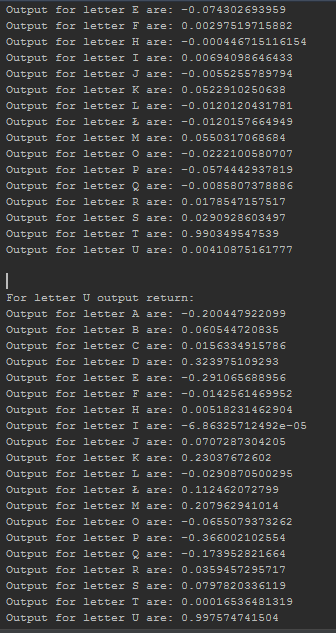 Output for letter E are: -0.074302693959
Output for letter F are: 0.00297519715882
Output for letter H are: -0.000446715116154
Output for letter I are: 0.00694098646433
Output for letter J are: -0.0055255789794
Output for letter K are: 0.0522910250638
Output for letter L are: -0.0120120431781
Output for letter Ł are: -0.0120157664949
Output for letter M are: 0.0550317068684
Output for letter O are: -0.0222100580707
Output for letter P are: -0.0574442937819
Output for letter Q are: -0.0085807378886
Output for letter R are: 0.0178547157517
Output for letter S are: 0.0290928603497
Output for letter T are: 0.990349547539
Output for letter U are: 0.00410875161777
For letter U output return:
Output for letter A are: -0.200447922099
Output for letter B are: 0.060544720835
Output for letter C are: 0.0156334915786
Output for letter D are: 0.323975109293
Output for letter E are: -0.291065688956
Output for letter F are: -0.0142561469952
Output for letter H are: 0.00518231462904
Output for letter I are: -6.86325712492e-05
Output for letter J are: 0.0707287304205
Output for letter K are: 0.23037672602
Output for letter L are: -0.0290870500295
Output for letter Ł are: 0.112462072799
Output for letter M are: 0.207962941014
Output for letter O are: -0.0655079373262
Output for letter P are: -0.366002102554
Output for letter Q are: -0.173952821664
Output for letter R are: 0.0359457295717
Output for letter S are: 0.0797820336119
Output for letter T are: 0.00016536481319
Output for letter U are: 0.997574741504